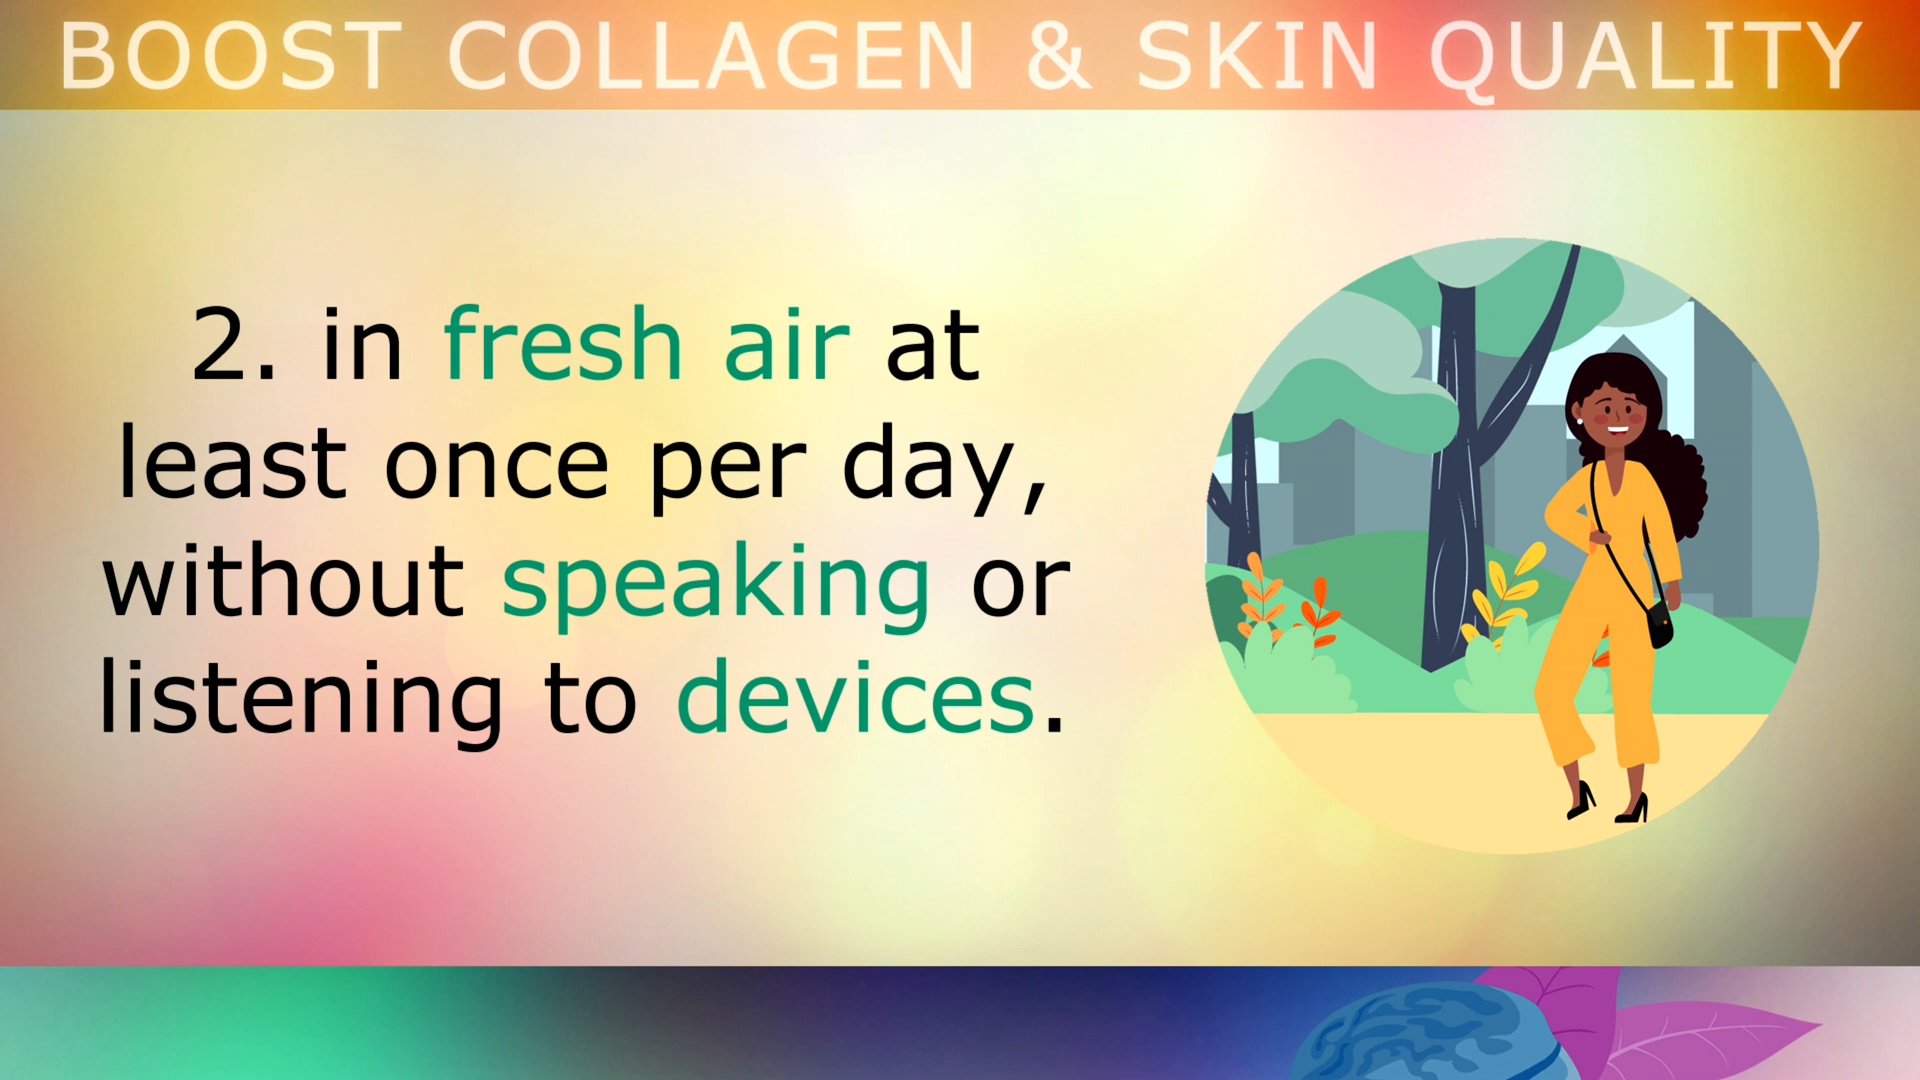 BOOST COLLAGEN & SKIN QUALITY
2. in fresh air at
least once per day,
without speaking or
listening to devices.